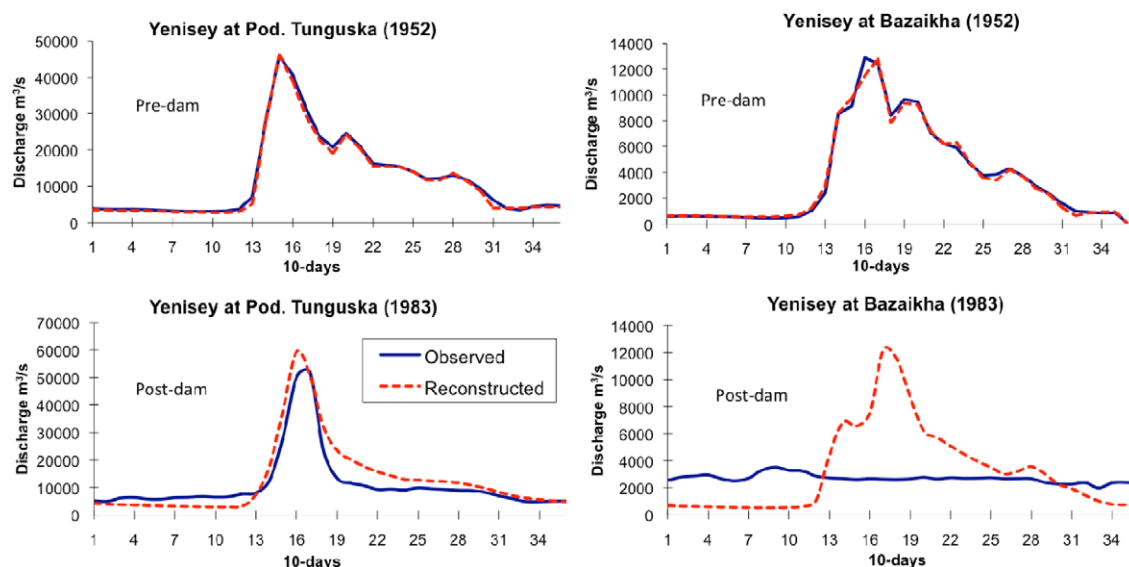 Yenisey at Pod. Tunguska (1952)
50000
40000
30000
20000
10000
0
Discharge m³/s
Pre-dam
1 4 7 10 13 16 19 22 25 28 31 34
10-days
Yenisey at Bazaikha (1952)
14000
12000
10000
8000
6000
4000
2000
0
Discharge m³/s
Pre-dam
1 4 7 10 13 16 19 22 25 28 31 34
10-days
Yenisey at Pod. Tunguska (1983)
70000
60000
50000
40000
30000
20000
10000
0
Discharge m³/s
Post-dam
Observed
Reconstructed
1 4 7 10 13 16 19 22 25 28 31 34
10-days
Yenisey at Bazaikha (1983)
14000
12000
10000
8000
6000
4000
2000
0
Discharge m³/s
Post-dam
1 4 7 10 13 16 19 22 25 28 31 34
10-days